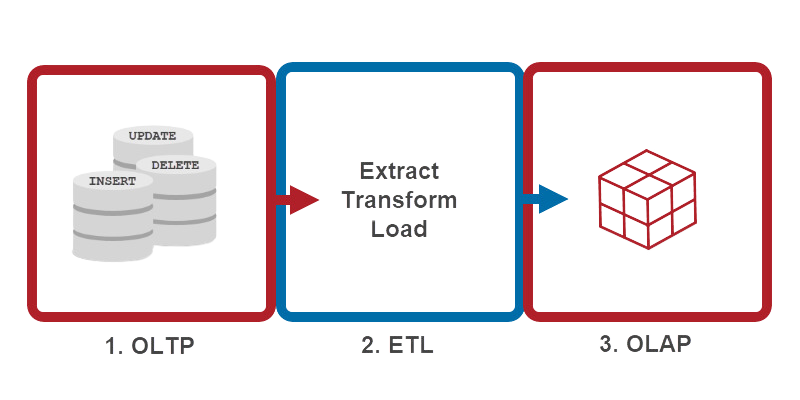 UPDATE
DELETE
INSERT
Extract
Transform
Load
1. OLTP
2. ETL
3. OLAP